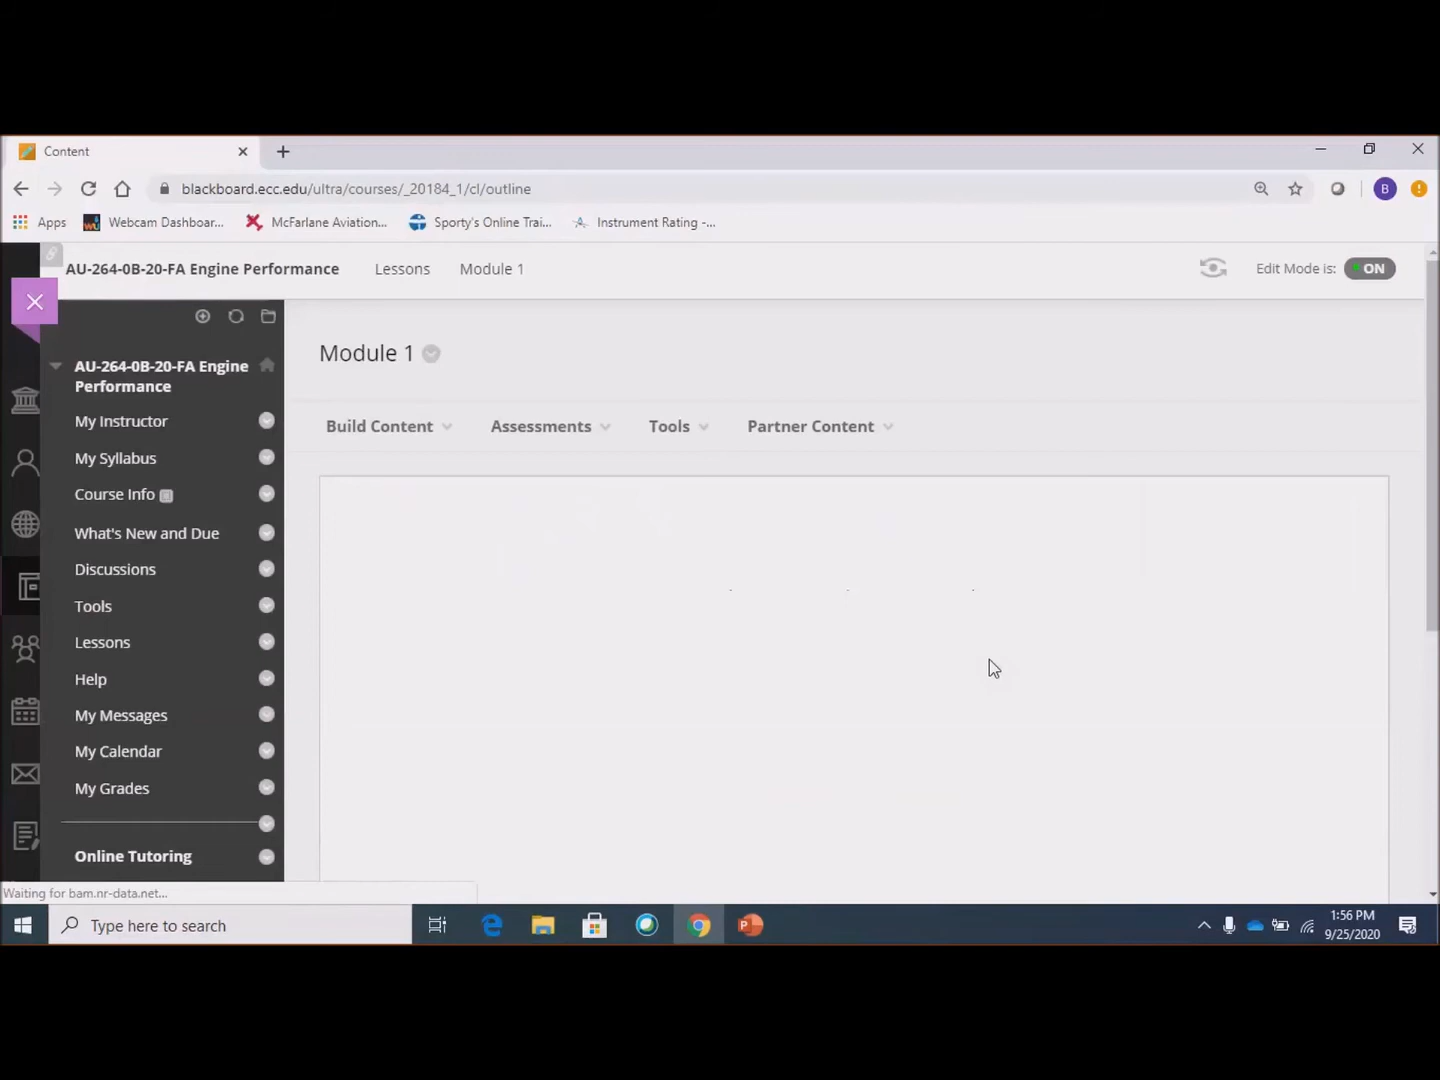 Content
blackboard.ecc.edu/ultra/courses/_20184_1/cl/outline
B
Apps
Webcam Dashboar...
McFarlane Aviation...
Sporty's Online Trai...
Instrument Rating -...
AU-264-0B-20-FA Engine Performance
Lessons
Module 1
Edit Mode is:
ON
AU-264-0B-20-FA Engine
Performance
My Instructor
My Syllabus
Course Info
What's New and Due
Discussions
Tools
Lessons
Help
My Messages
My Calendar
My Grades
Online Tutoring
Module 1
Build Content
Assessments
Tools
Partner Content
Waiting for bam.nr-data.net...
Type here to search
1:56 PM
9/25/2020